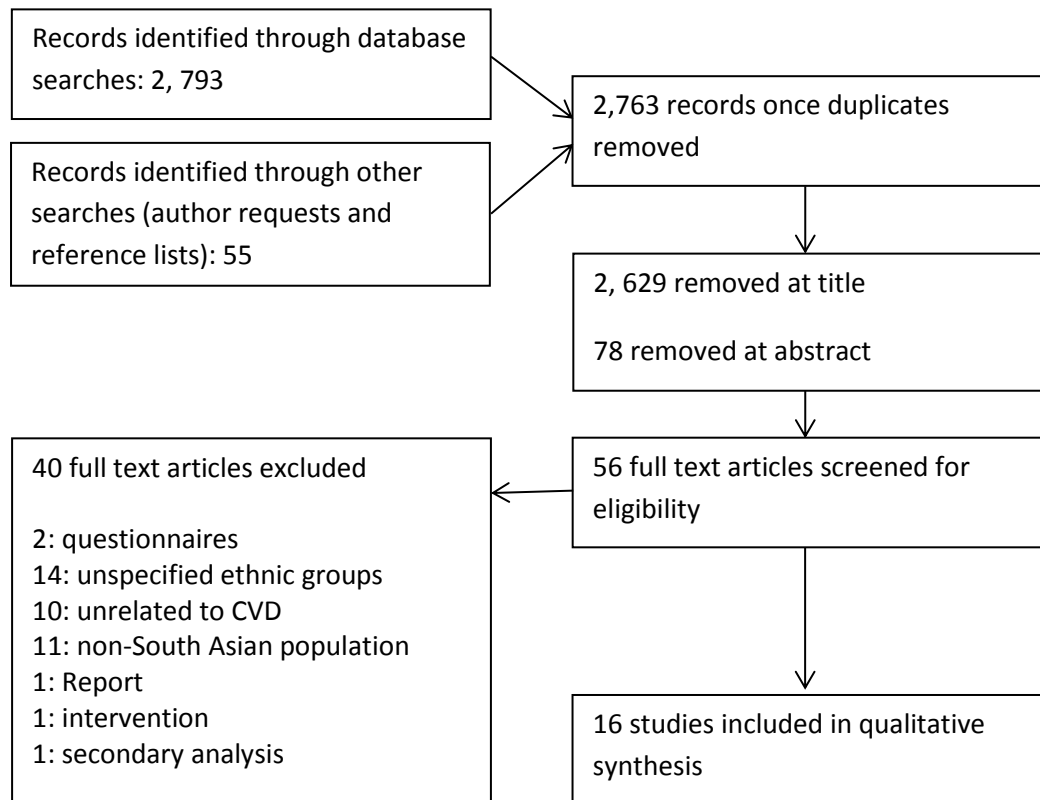 Records identified through database
searches: 2, 793
Records identified through other
searches (author requests and
reference lists): 55
2,763 records once duplicates
removed
2, 629 removed at title
78 removed at abstract
56 full text articles screened for
eligibility
40 full text articles excluded
2: questionnaires
14: unspecified ethnic groups
10: unrelated to CVD
11: non-South Asian population
1: Report
1: intervention
1: secondary analysis
16 studies included in qualitative
synthesis